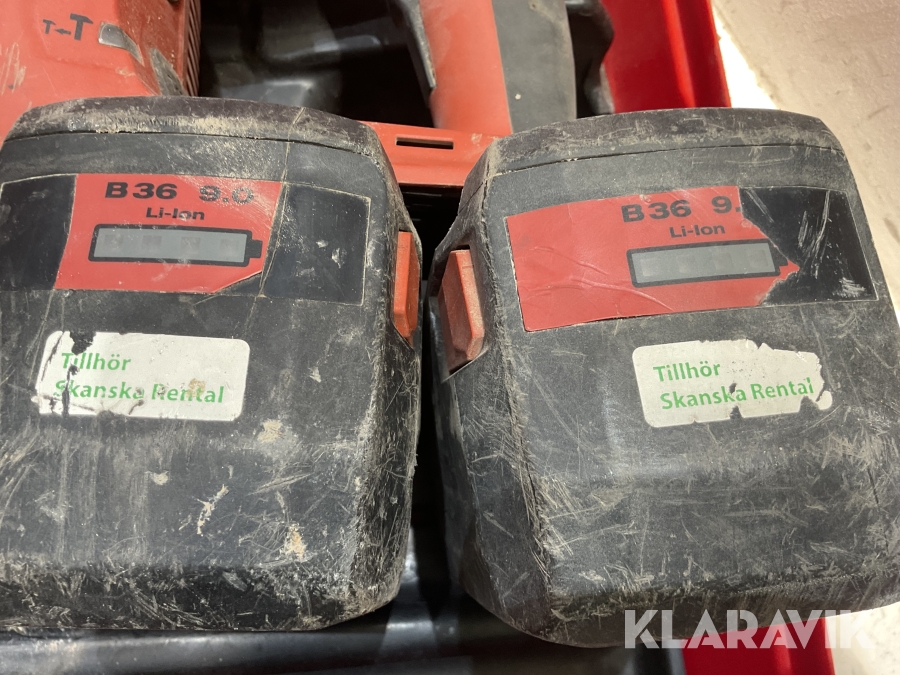 T←T
B36 9.0
Li-Ion
Tillhör
Skanska Rental
B36 9.
Li-Ion
Tillhör
Skanska Rental
KLARAVIK